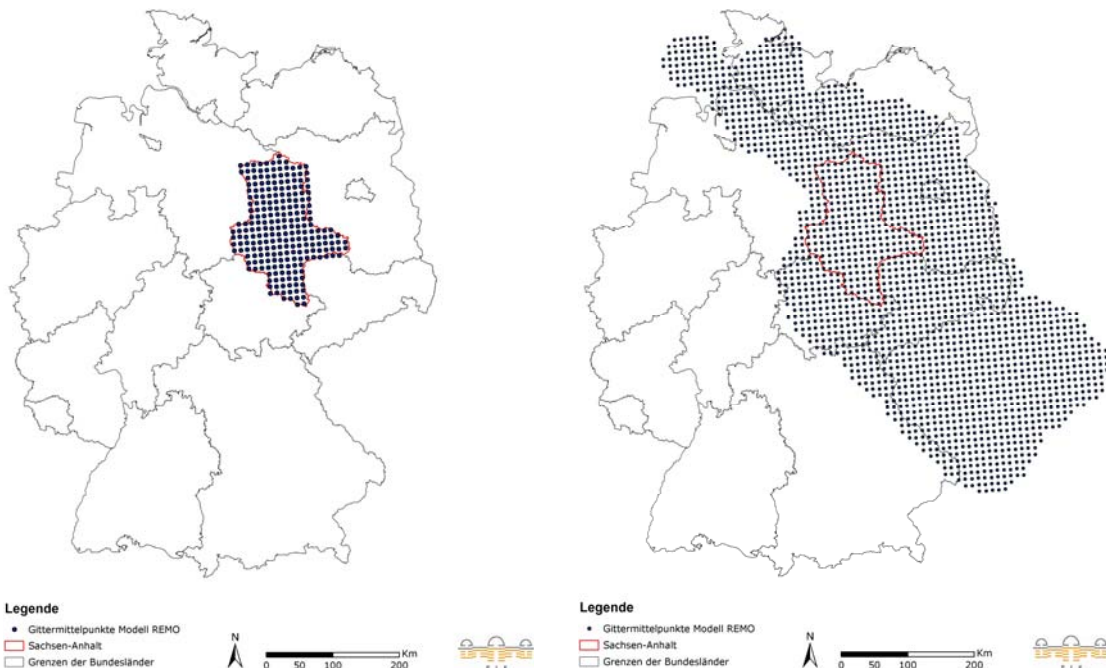 Legende
Gittermittelpunkte Modell REMO
Sachsen-Anhalt
Grenzen der Bundesländer
N
Km
0 50 100 200
Legende
Gittermittelpunkte Modell REMO
Sachsen-Anhalt
Grenzen der Bundesländer
N
Km
0 50 100 200